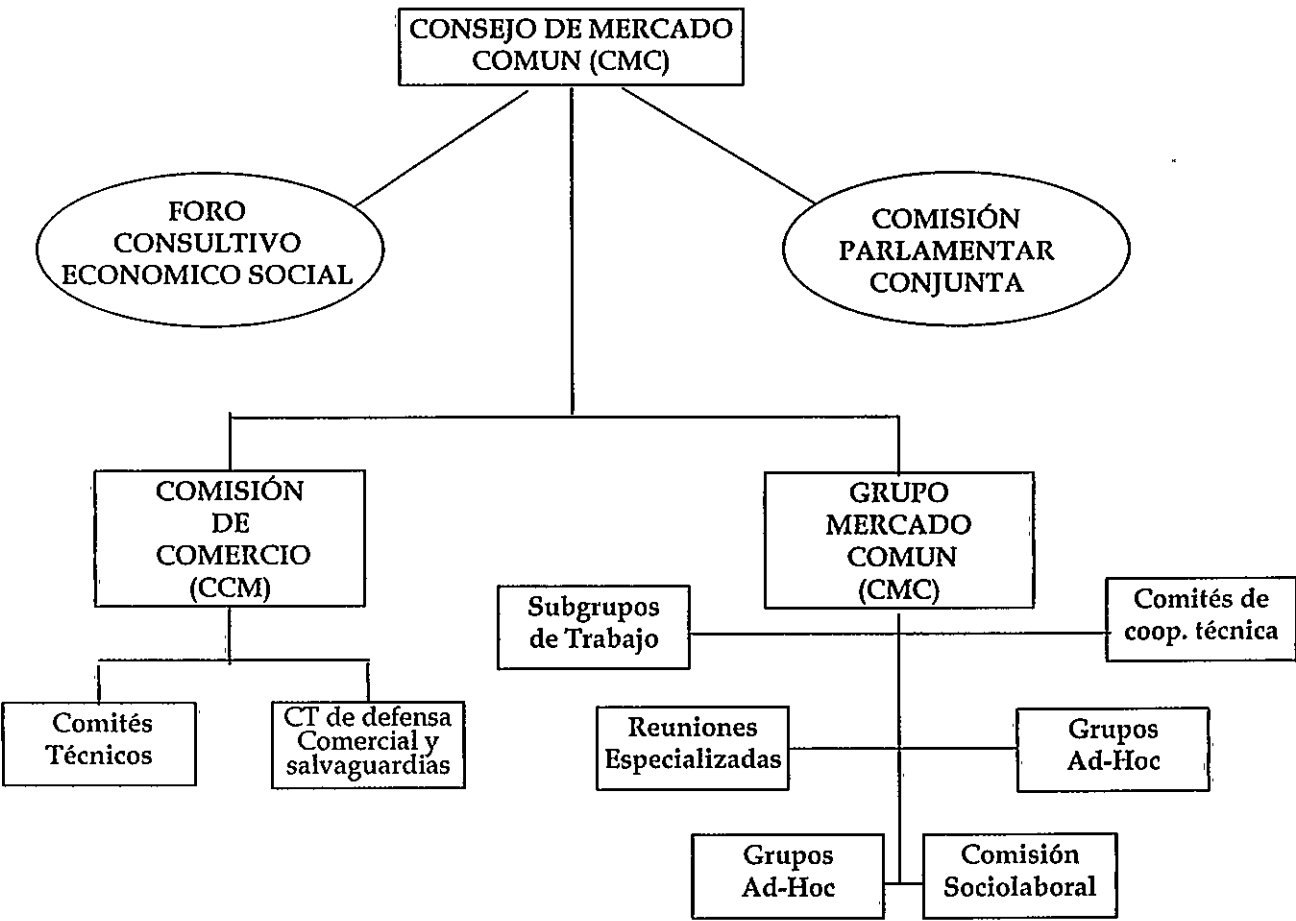 CONSEJO DE MERCADO
COMUN (CMC)
FORO
CONSULTIVO
ECONOMICO SOCIAL
COMISIÓN
PARLAMENTAR
CONJUNTA
COMISIÓN
DE
COMERCIO
(CCM)
GRUPO
MERCADO
COMUN
(CMC)
Subgrupos
de Trabajo
Comités de
coop. técnica
Comités
Técnicos
CT de defensa
Comercial y
salvaguardias
Reuniones
Especializadas
Grupos
Ad-Hoc
Grupos
Ad-Hoc
Comisión
Sociolaboral